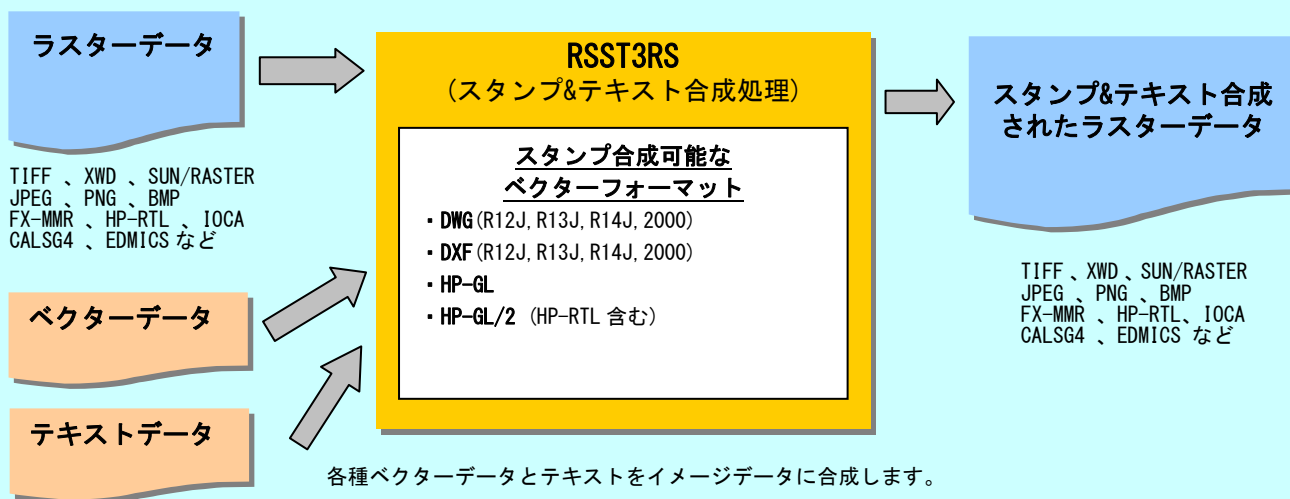 ラスターデータ
TIFF 、XWD 、SUN/RASTER
JPEG 、PNG 、BMP
FX-MMR 、HP-RTL 、IOCA
CALSG4 、EDMICS など
ベクターデータ
テキストデータ
RSST3RS
(スタンプ&テキスト合成処理)
スタンプ合成可能な
ベクターフォーマット
・DWG(R12J,R13J,R14J,2000)
・DXF(R12J,R13J,R14J,2000)
・HP-GL
・HP-GL/2 (HP-RTL 含む)
各種ベクターデータとテキストをイメージデータに合成します。
スタンプ&テキスト合成
されたラスターデータ
TIFF 、XWD 、SUN/RASTER
JPEG 、PNG 、BMP
FX-MMR 、HP-RTL、IOCA
CALSG4 、EDMICS など